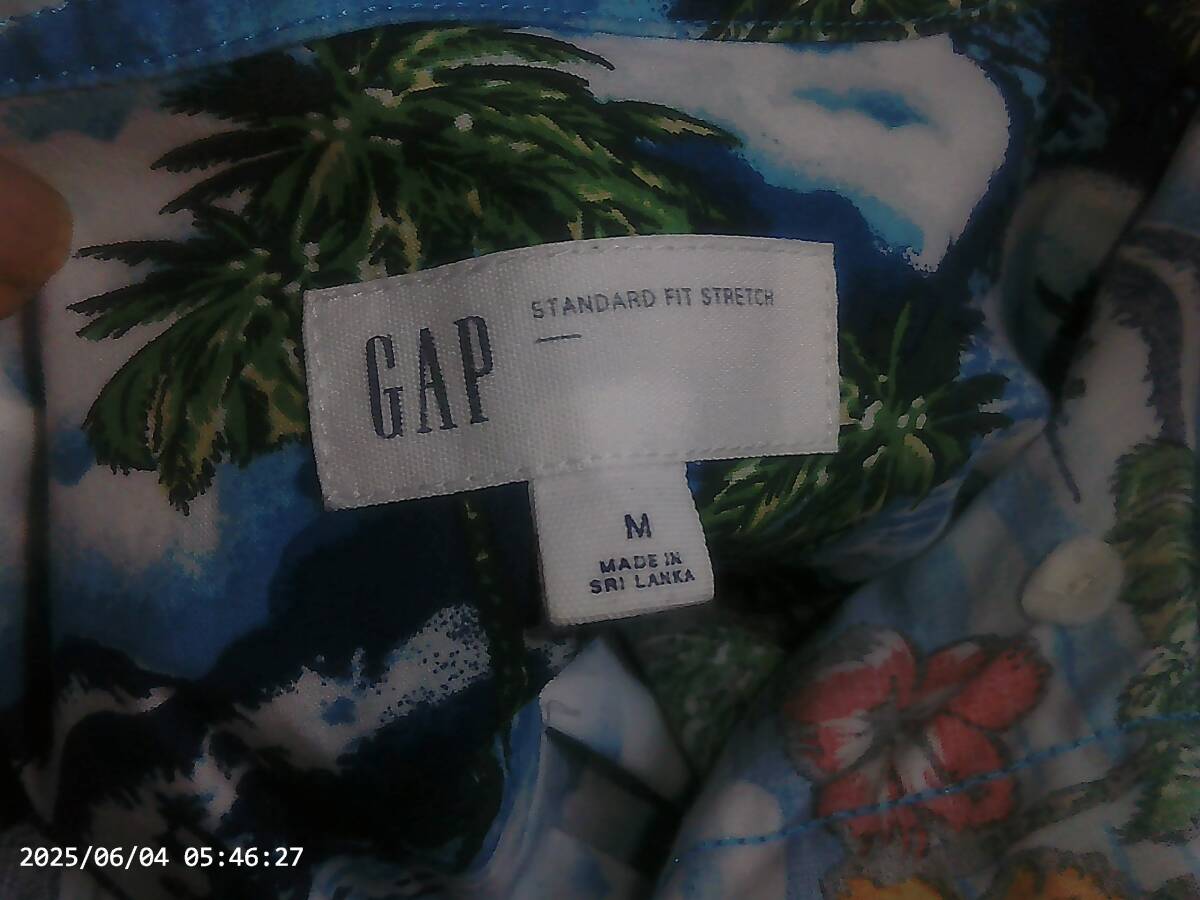 GAP
STANDARD FIT STRETCH
M
MADE IN
SRI LANKA
2025/06/04 05:46:27